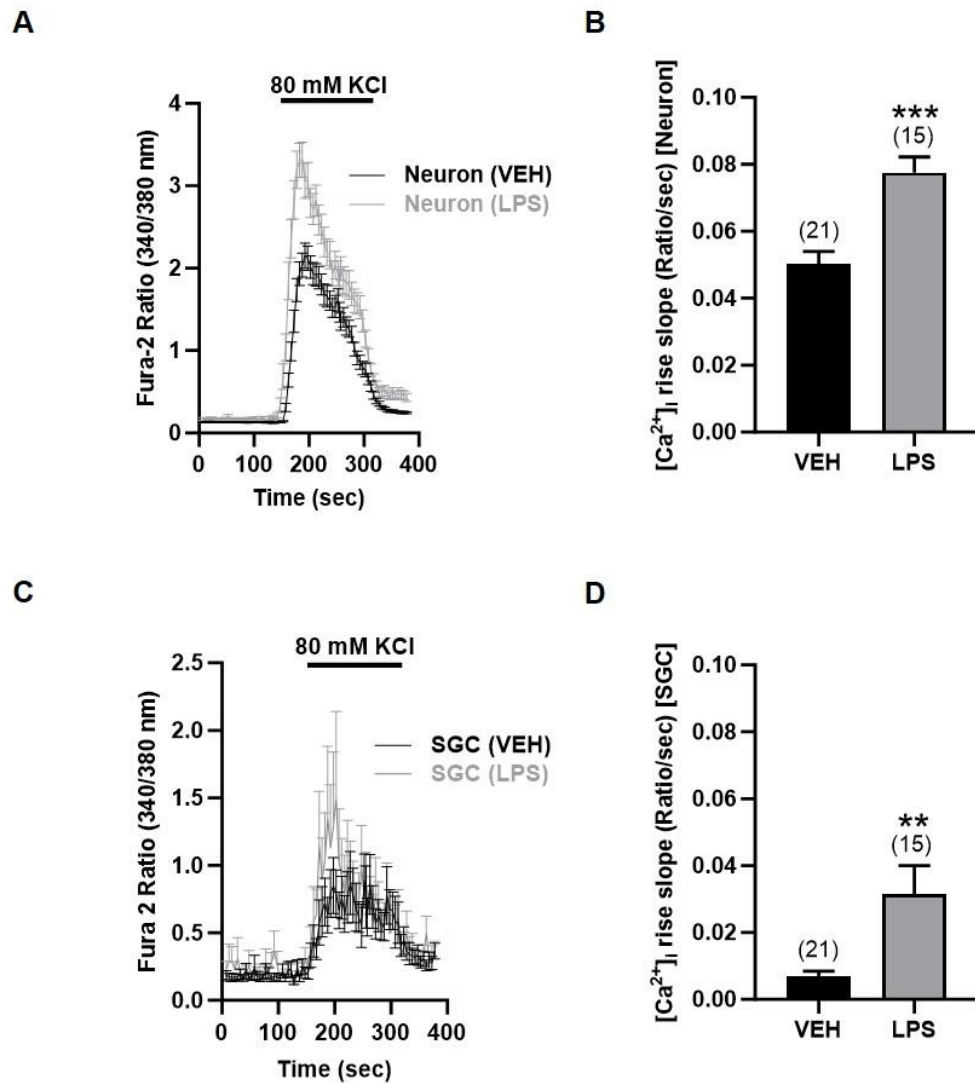 A
80 mM KCl
Fura-2 Ratio (340/380 nm)
4
3
2
1
0
Neuron (VEH)
Neuron (LPS)
0 100 200 300 400
Time (sec)
B
[Ca²⁺]ᵢ rise slope (Ratio/sec) [Neuron]
0.10
0.08
0.06
0.04
0.02
0.00
(21)
***
(15)
VEH LPS
C
80 mM KCl
Fura 2 Ratio (340/380 nm)
2.5
2.0
1.5
1.0
0.5
0.0
SGC (VEH)
SGC (LPS)
0 100 200 300 400
Time (sec)
D
[Ca²⁺]ᵢ rise slope (Ratio/sec) [SGC]
0.10
0.08
0.06
0.04
0.02
0.00
(21)
**
(15)
VEH LPS